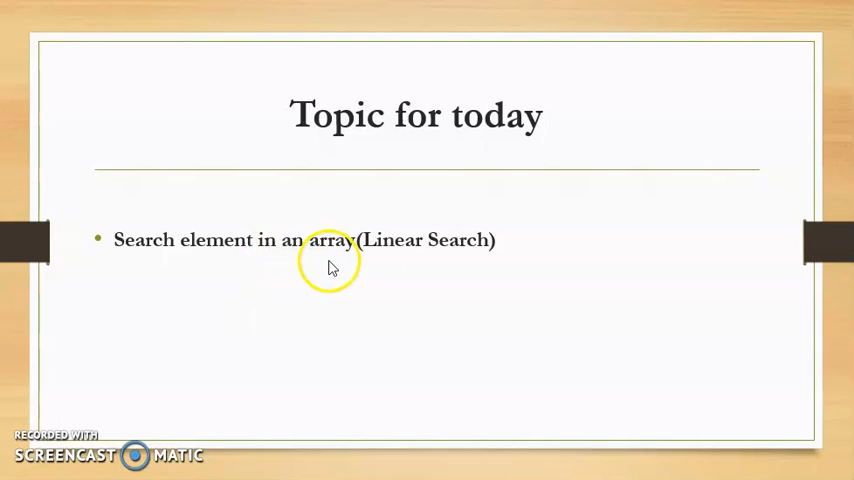 Topic for today
• Search element in an array(Linear Search)
RECORDED WITH
SCREENCAST MATIC